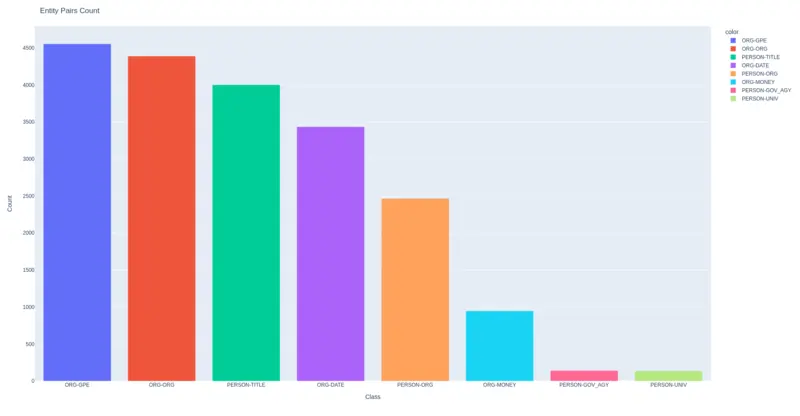 Entity Pairs Count
color
ORG-GPE
ORG-ORG
PERSON-TITLE
ORG-DATE
PERSON-ORG
ORG-MONEY
PERSON-GOV_AGY
PERSON-UNIV
4500
4000
3500
3000
2500
2000
1500
1000
500
0
Count
ORG-GPE ORG-ORG PERSON-TITLE ORG-DATE PERSON-ORG ORG-MONEY PERSON-GOV_AGY PERSON-UNIV
Class